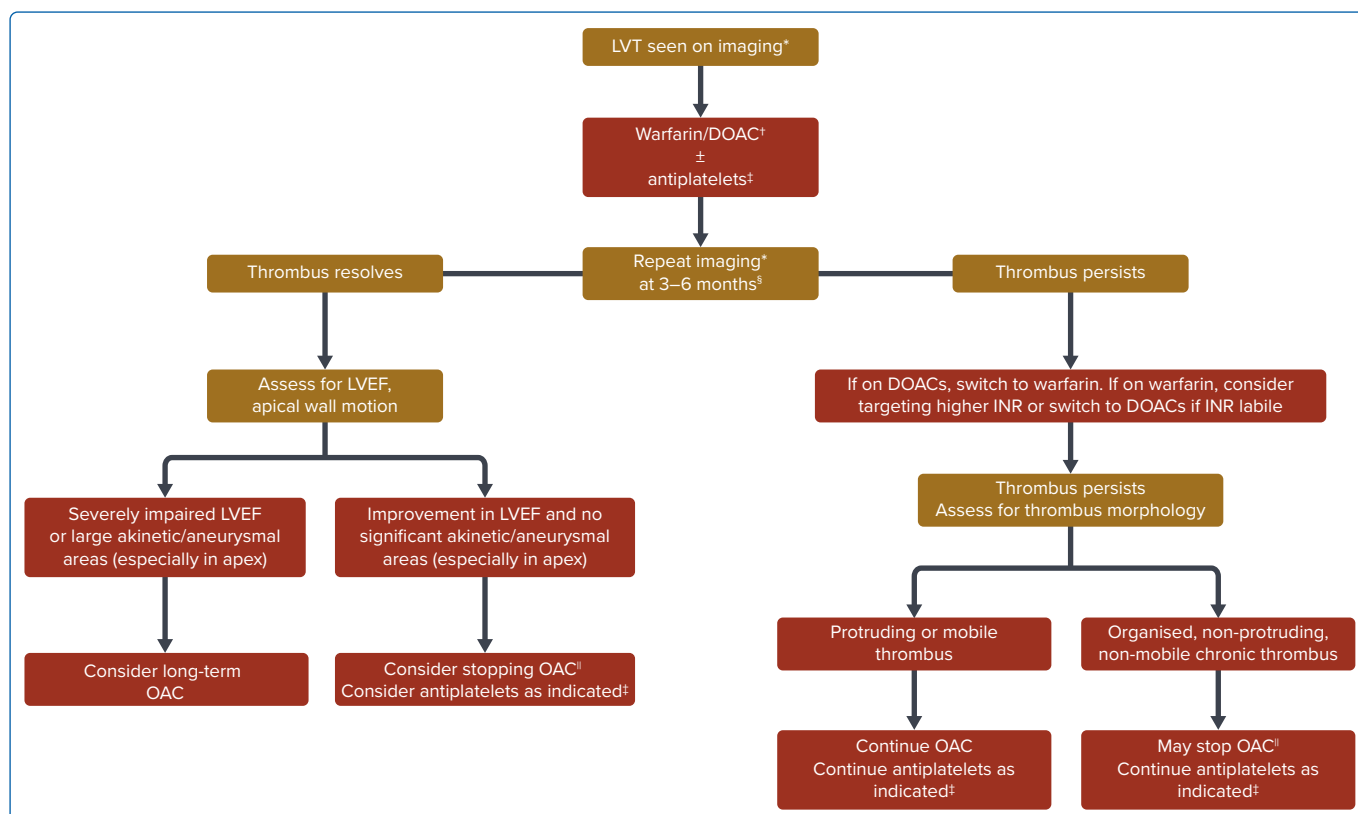 LVT seen on imaging*
Warfarin/DOAC†
±
antiplatelets‡
Repeat imaging*
at 3–6 months§
Thrombus resolves
Thrombus persists
Assess for LVEF,
apical wall motion
If on DOACs, switch to warfarin. If on warfarin, consider
targeting higher INR or switch to DOACs if INR labile
Severely impaired LVEF
or large akinetic/aneurysmal
areas (especially in apex)
Improvement in LVEF and no
significant akinetic/aneurysmal
areas (especially in apex)
Thrombus persists
Assess for thrombus morphology
Consider long-term
OAC
Consider stopping OAC||
Consider antiplatelets as indicated‡
Protruding or mobile
thrombus
Organised, non-protruding,
non-mobile chronic thrombus
Continue OAC
Continue antiplatelets as
indicated‡
May stop OAC||
Continue antiplatelets as
indicated‡